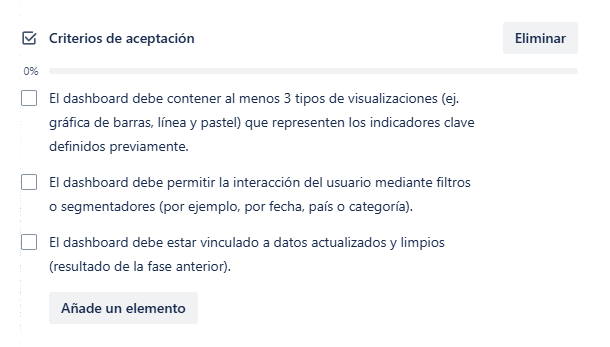 Criterios de aceptación
Eliminar
0%
El dashboard debe contener al menos 3 tipos de visualizaciones (ej.
gráfica de barras, línea y pastel) que representen los indicadores clave
definidos previamente.
El dashboard debe permitir la interacción del usuario mediante filtros
o segmentadores (por ejemplo, por fecha, país o categoría).
El dashboard debe estar vinculado a datos actualizados y limpios
(resultado de la fase anterior).
Añade un elemento